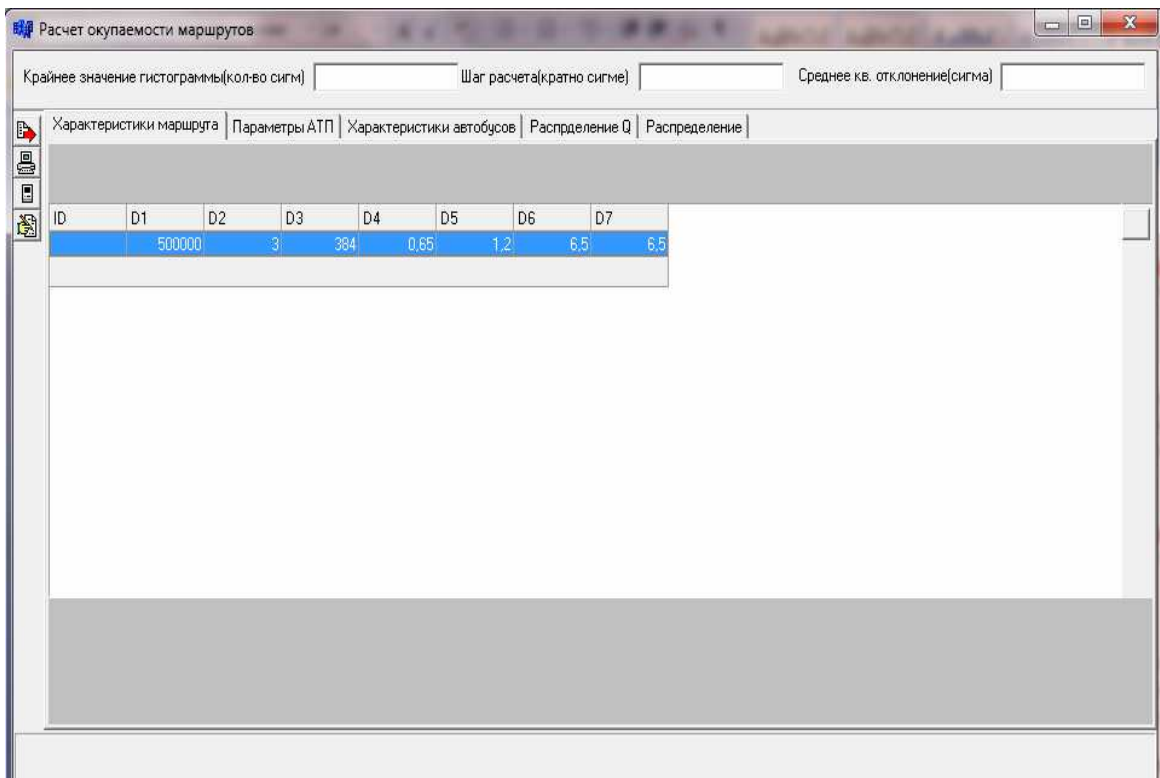 Расчет окупаемости маршрутов
Крайнее значение гистограммы(кол-во сигм) Шаг расчета(кратно сигме) Среднее кв. отклонение(сигма)
Характеристики маршрута Параметры АТП Характеристики автобусов Распрделение Q Распределение
ID D1 D2 D3 D4 D5 D6 D7
500000 3 384 0,65 1,2 6,5 6,5